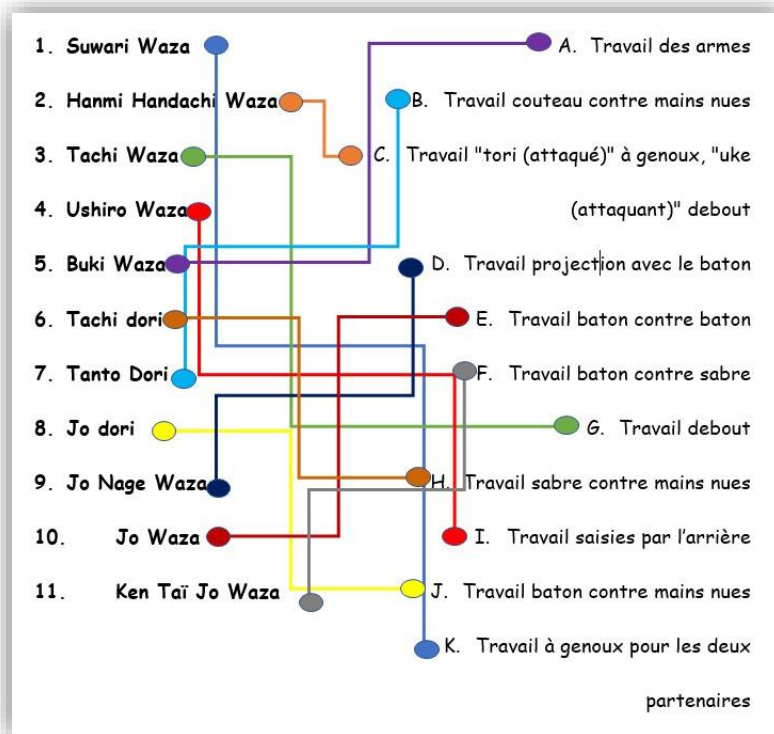 1. Suwari Waza
A. Travail des armes
2. Hanmi Handachi Waza
B. Travail couteau contre mains nues
3. Tachi Waza
C. Travail "tori (attaqué)" à genoux, "uke
4. Ushiro Waza
(attaquant)" debout
5. Buki Waza
D. Travail projection avec le baton
6. Tachi dori
E. Travail baton contre baton
7. Tanto Dori
F. Travail baton contre sabre
8. Jo dori
G. Travail debout
9. Jo Nage Waza
H. Travail sabre contre mains nues
10. Jo Waza
I. Travail saisies par l'arrière
11. Ken Taï Jo Waza
J. Travail baton contre mains nues
K. Travail à genoux pour les deux
partenaires